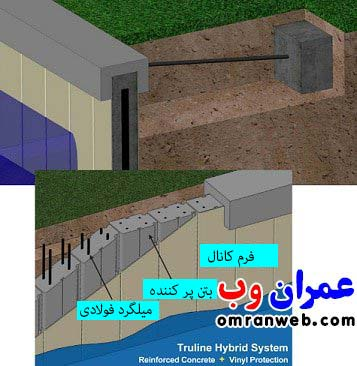 فرم کانال
بتن پر کننده
میلگرد فولادی
عمران وب
omranweb.com
Truline Hybrid System
Reinforced Concrete + Vinyl Protection